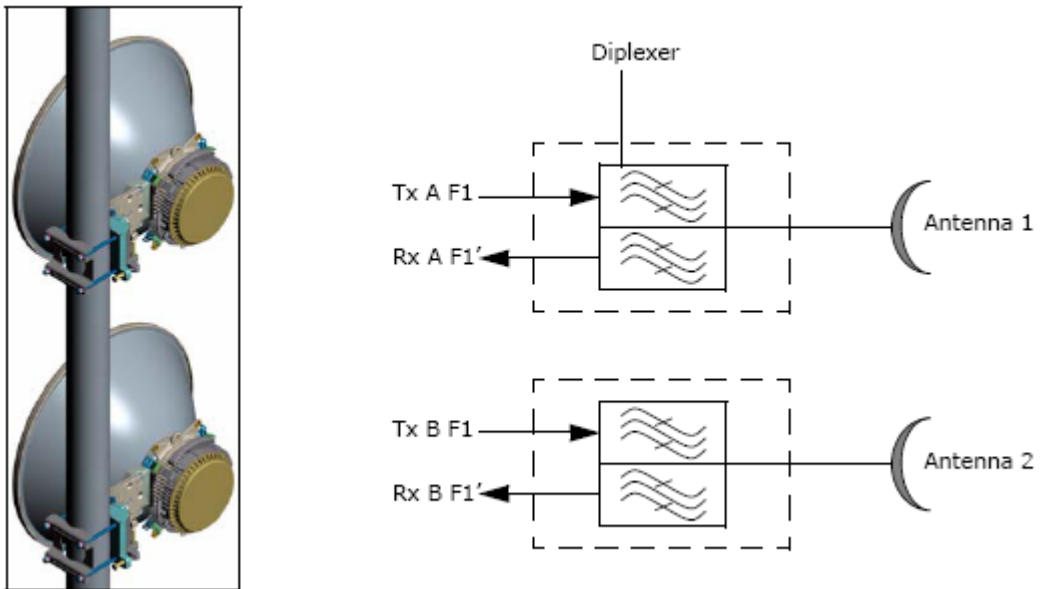 Diplexer
Tx A F1
Rx A F1′
Antenna 1
Tx B F1
Rx B F1′
Antenna 2